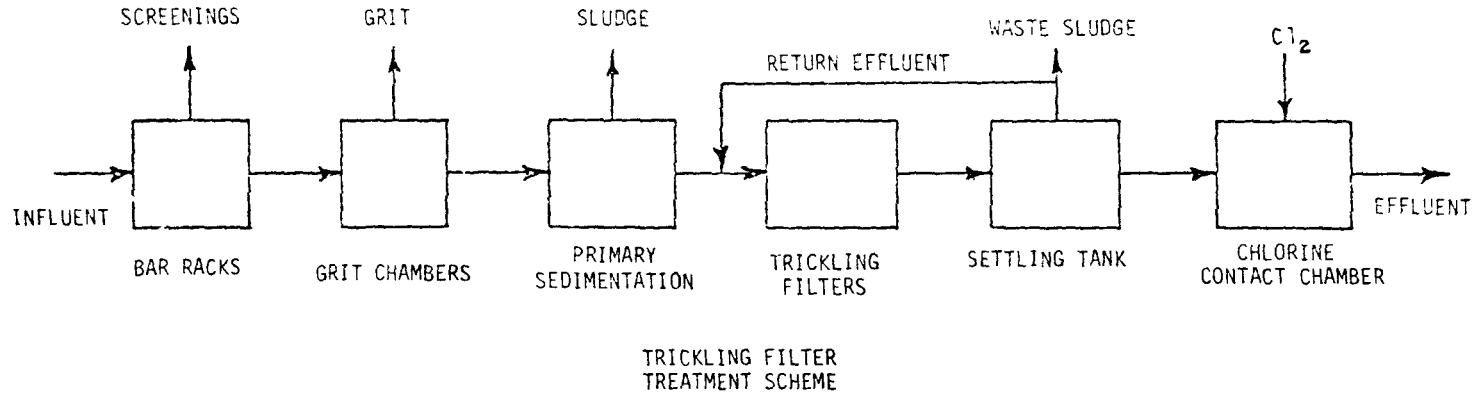 SCREENINGS
GRIT
SLUDGE
WASTE SLUDGE
Cl2
RETURN EFFLUENT
INFLUENT
EFFLUENT
BAR RACKS
GRIT CHAMBERS
PRIMARY
SEDIMENTATION
TRICKLING
FILTERS
SETTLING TANK
CHLORINE
CONTACT CHAMBER
TRICKLING FILTER
TREATMENT SCHEME